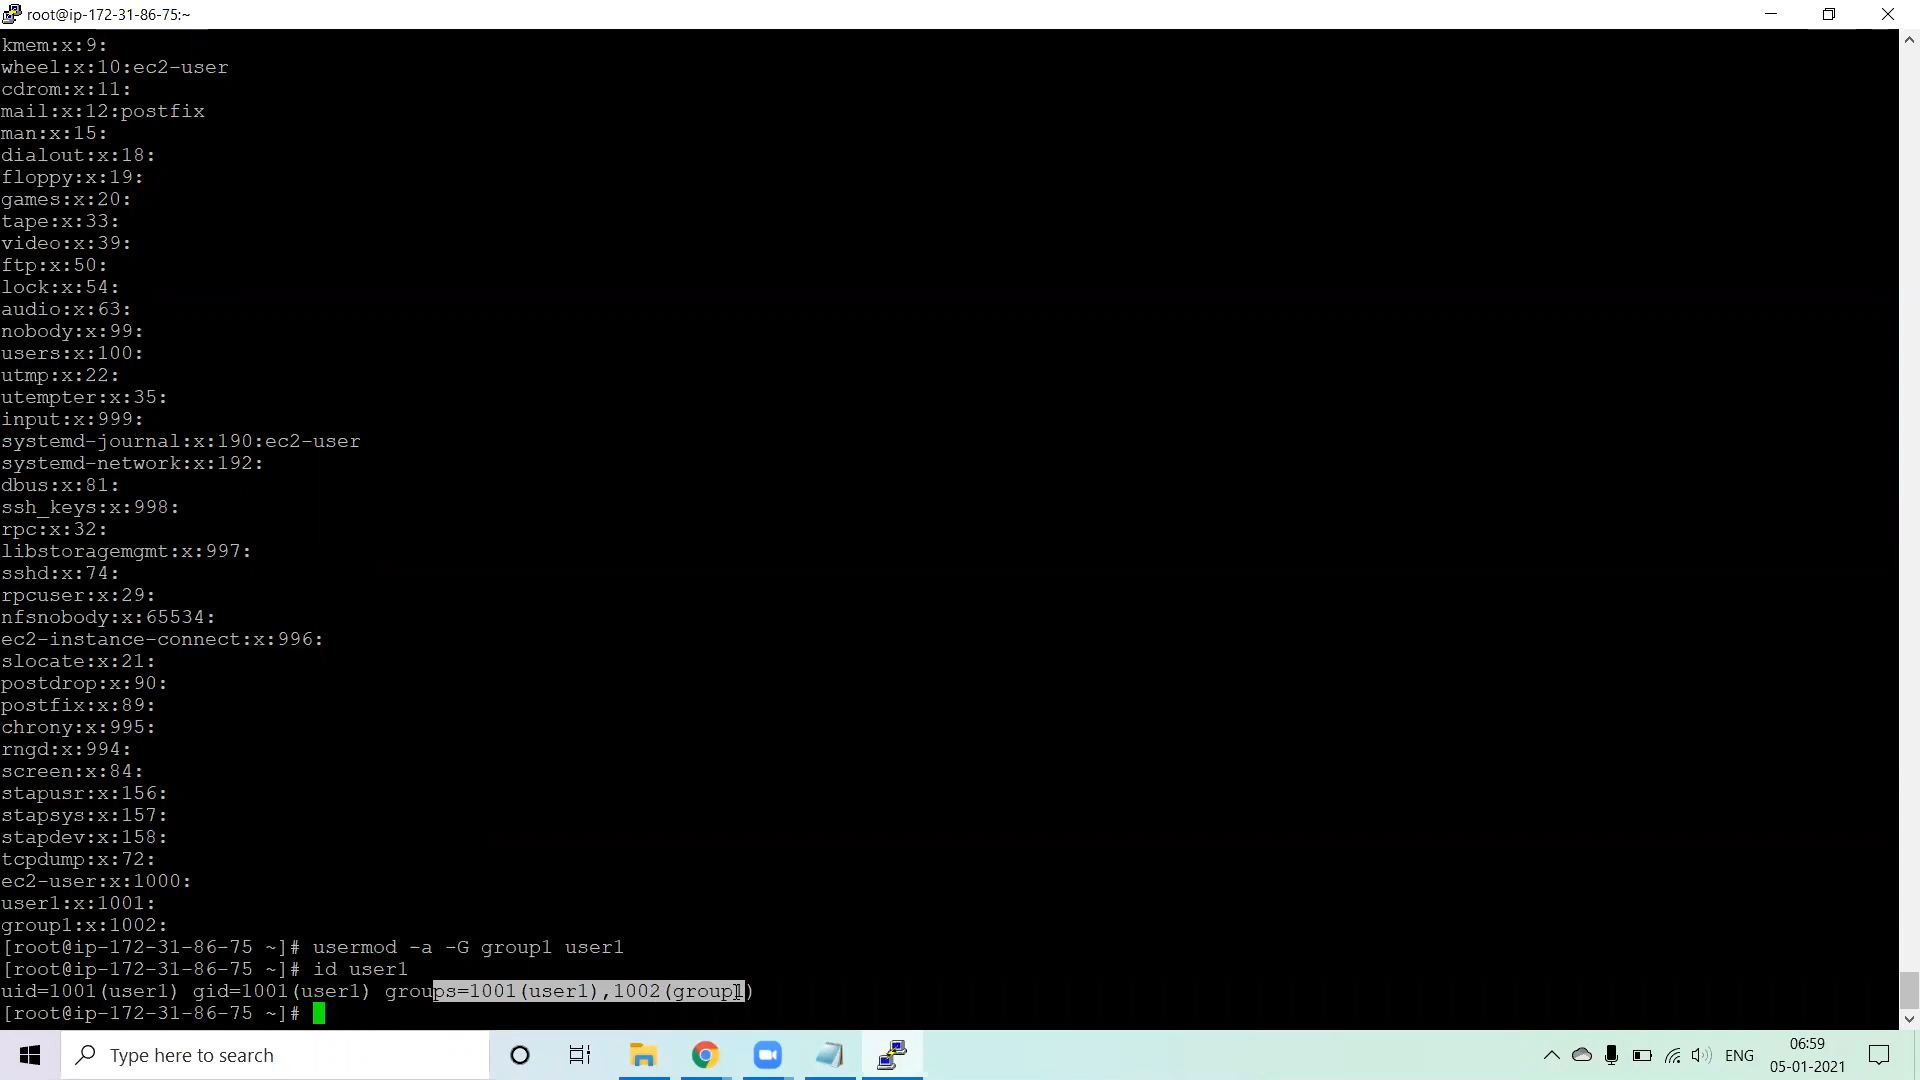 root@ip-172-31-86-75:~
kmem:x:9:
wheel:x:10:ec2-user
cdrom:x:11:
mail:x:12:postfix
man:x:15:
dialout:x:18:
floppy:x:19:
games:x:20:
tape:x:33:
video:x:39:
ftp:x:50:
lock:x:54:
audio:x:63:
nobody:x:99:
users:x:100:
utmp:x:22:
utempter:x:35:
input:x:999:
systemd-journal:x:190:ec2-user
systemd-network:x:192:
dbus:x:81:
ssh_keys:x:998:
rpc:x:32:
libstoragemgmt:x:997:
sshd:x:74:
rpcuser:x:29:
nfsnobody:x:65534:
ec2-instance-connect:x:996:
slocate:x:21:
postdrop:x:90:
postfix:x:89:
chrony:x:995:
rngd:x:994:
screen:x:84:
stapusr:x:156:
stapsys:x:157:
stapdev:x:158:
tcpdump:x:72:
ec2-user:x:1000:
user1:x:1001:
group1:x:1002:
[root@ip-172-31-86-75 ~]# usermod -a -G group1 user1
[root@ip-172-31-86-75 ~]# id user1
uid=1001(user1) gid=1001(user1) groups=1001(user1),1002(group1)
[root@ip-172-31-86-75 ~]#
Type here to search
ENG
06:59
05-01-2021